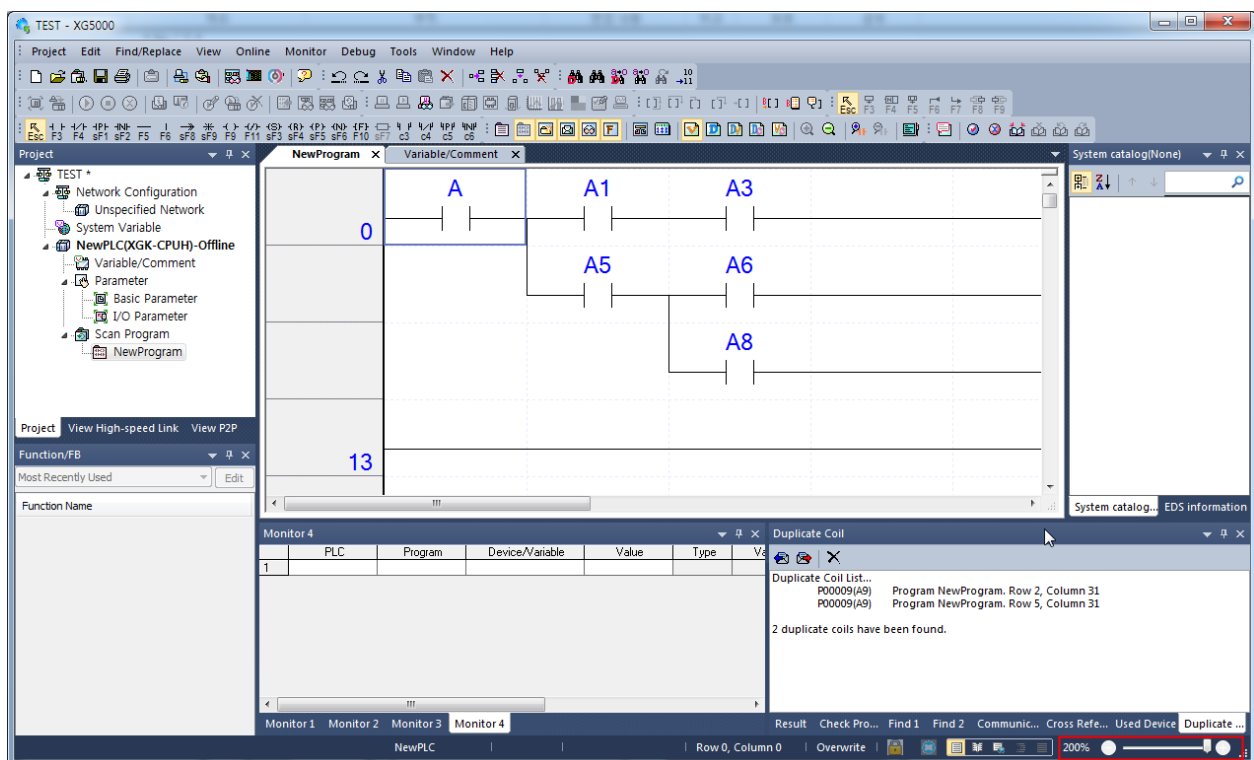 TEST - XG5000
Project Edit Find/Replace View Online Monitor Debug Tools Window Help
Esc F3 F4 sF1 sF2 F5 F6 sF8 sF9 F9 F11 sF3 sF4 sF5 sF6 F10 sF7 c3 c4 c5 c6
Esc F3 F4 F5 F6 F7 F8 F9
Project
TEST *
Network Configuration
Unspecified Network
System Variable
NewPLC(XGK-CPUH)-Offline
Variable/Comment
Parameter
Basic Parameter
I/O Parameter
Scan Program
NewProgram
Project View High-speed Link View P2P
Function/FB
Most Recently Used Edit
Function Name
NewProgram x Variable/Comment x
A A1 A3
0
A5 A6
A8
13
System catalog(None)
System catalog... EDS information
Monitor 4
PLC Program Device/Variable Value Type Va
1
Monitor 1 Monitor 2 Monitor 3 Monitor 4
Duplicate Coil
Duplicate Coil List...
P00009(A9) Program NewProgram. Row 2, Column 31
P00009(A9) Program NewProgram. Row 5, Column 31
2 duplicate coils have been found.
Result Check Pro... Find 1 Find 2 Communic... Cross Refe... Used Device Duplicate ...
NewPLC Row 0, Column 0 Overwrite 200%